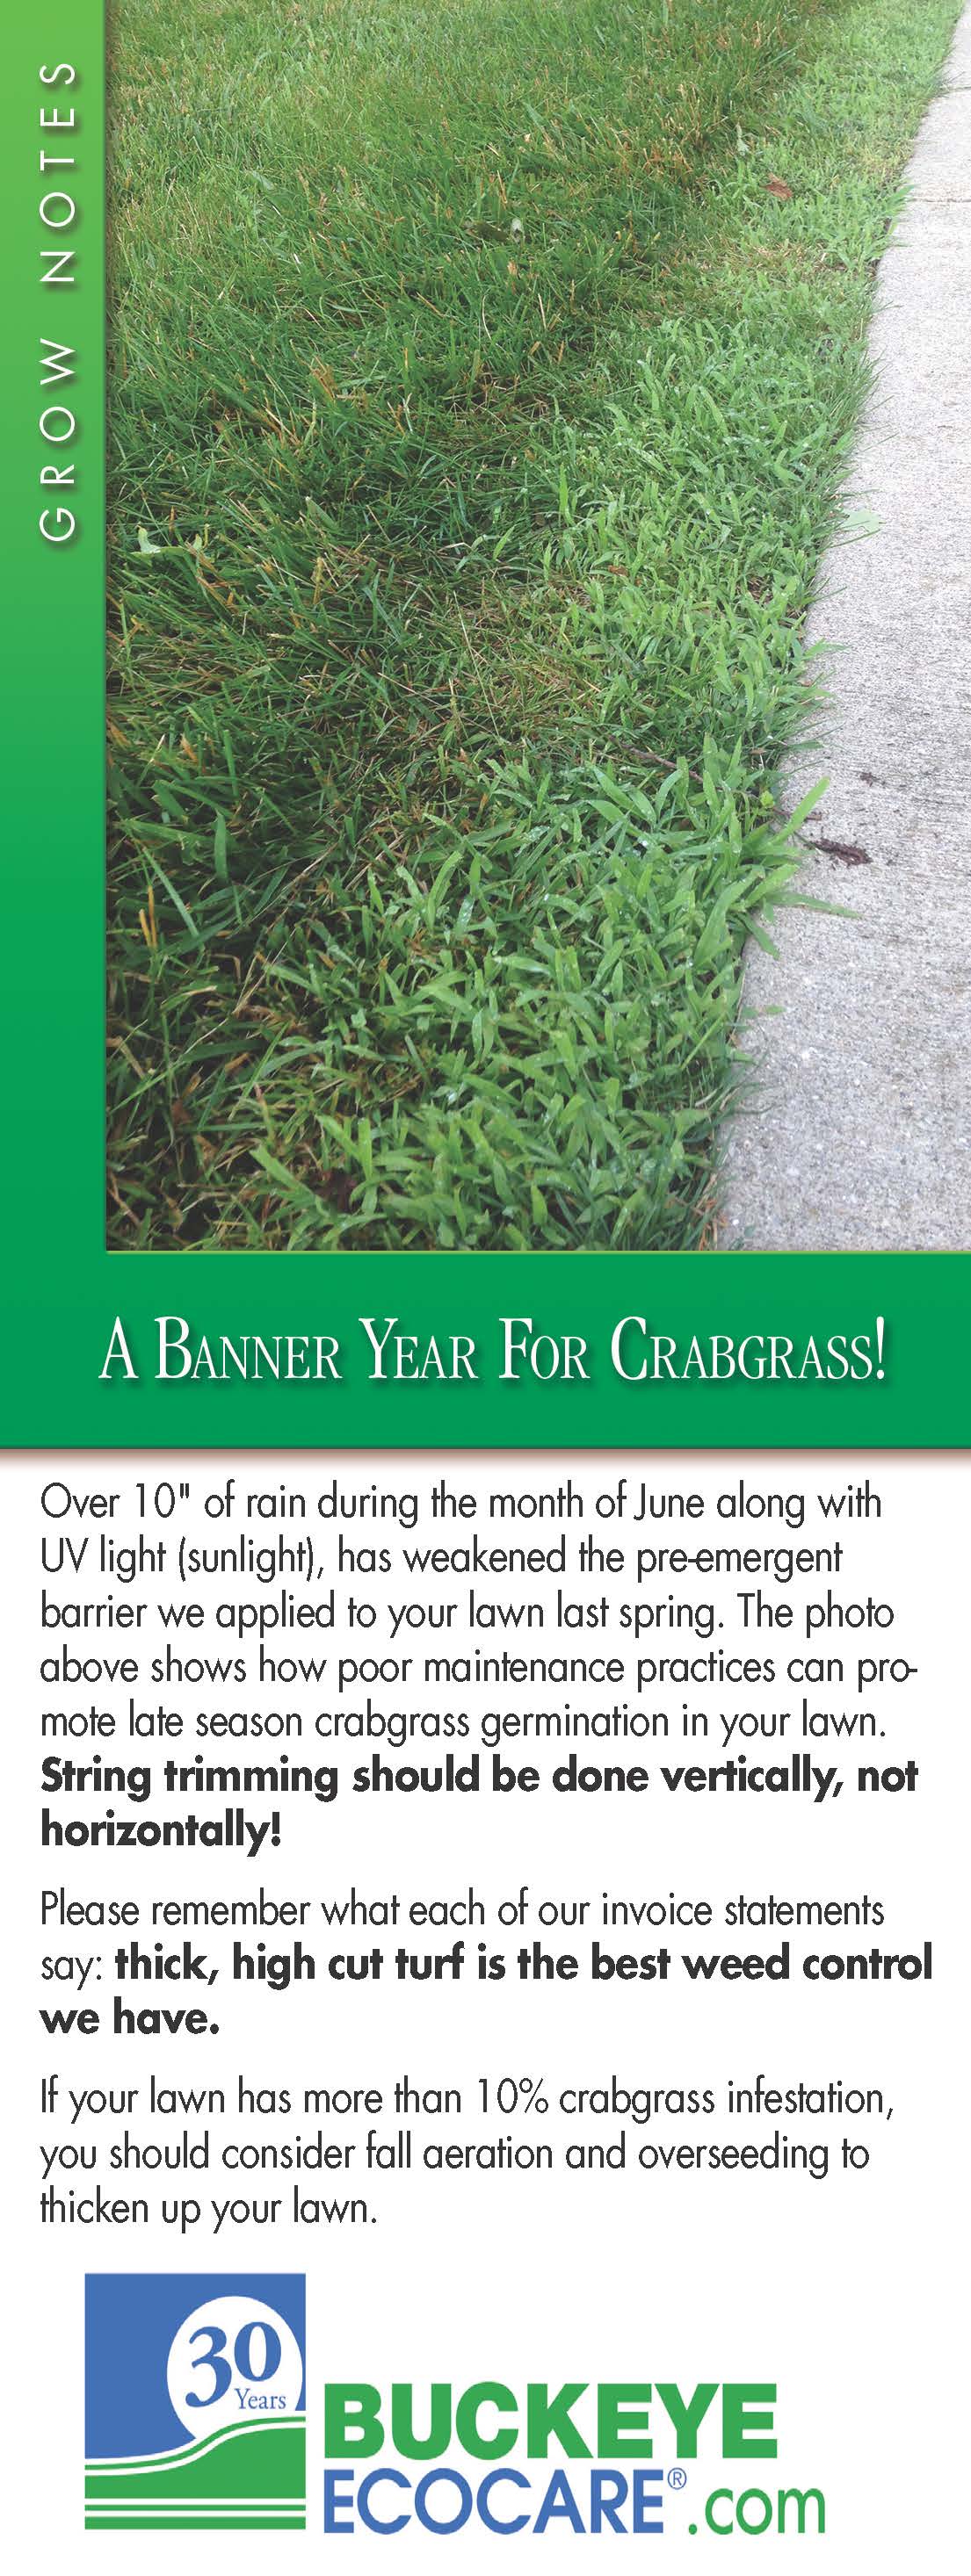 GROW NOTES
A BANNER YEAR FOR CRABGRASS!
Over 10" of rain during the month of June along with
UV light (sunlight), has weakened the pre-emergent
barrier we applied to your lawn last spring. The photo
above shows how poor maintenance practices can pro-
mote late season crabgrass germination in your lawn.
String trimming should be done vertically, not
horizontally!
Please remember what each of our invoice statements
say: thick, high cut turf is the best weed control
we have.
If your lawn has more than 10% crabgrass infestation,
you should consider fall aeration and overseeding to
thicken up your lawn.
30
Years
BUCKEYE
ECOCARE®.com